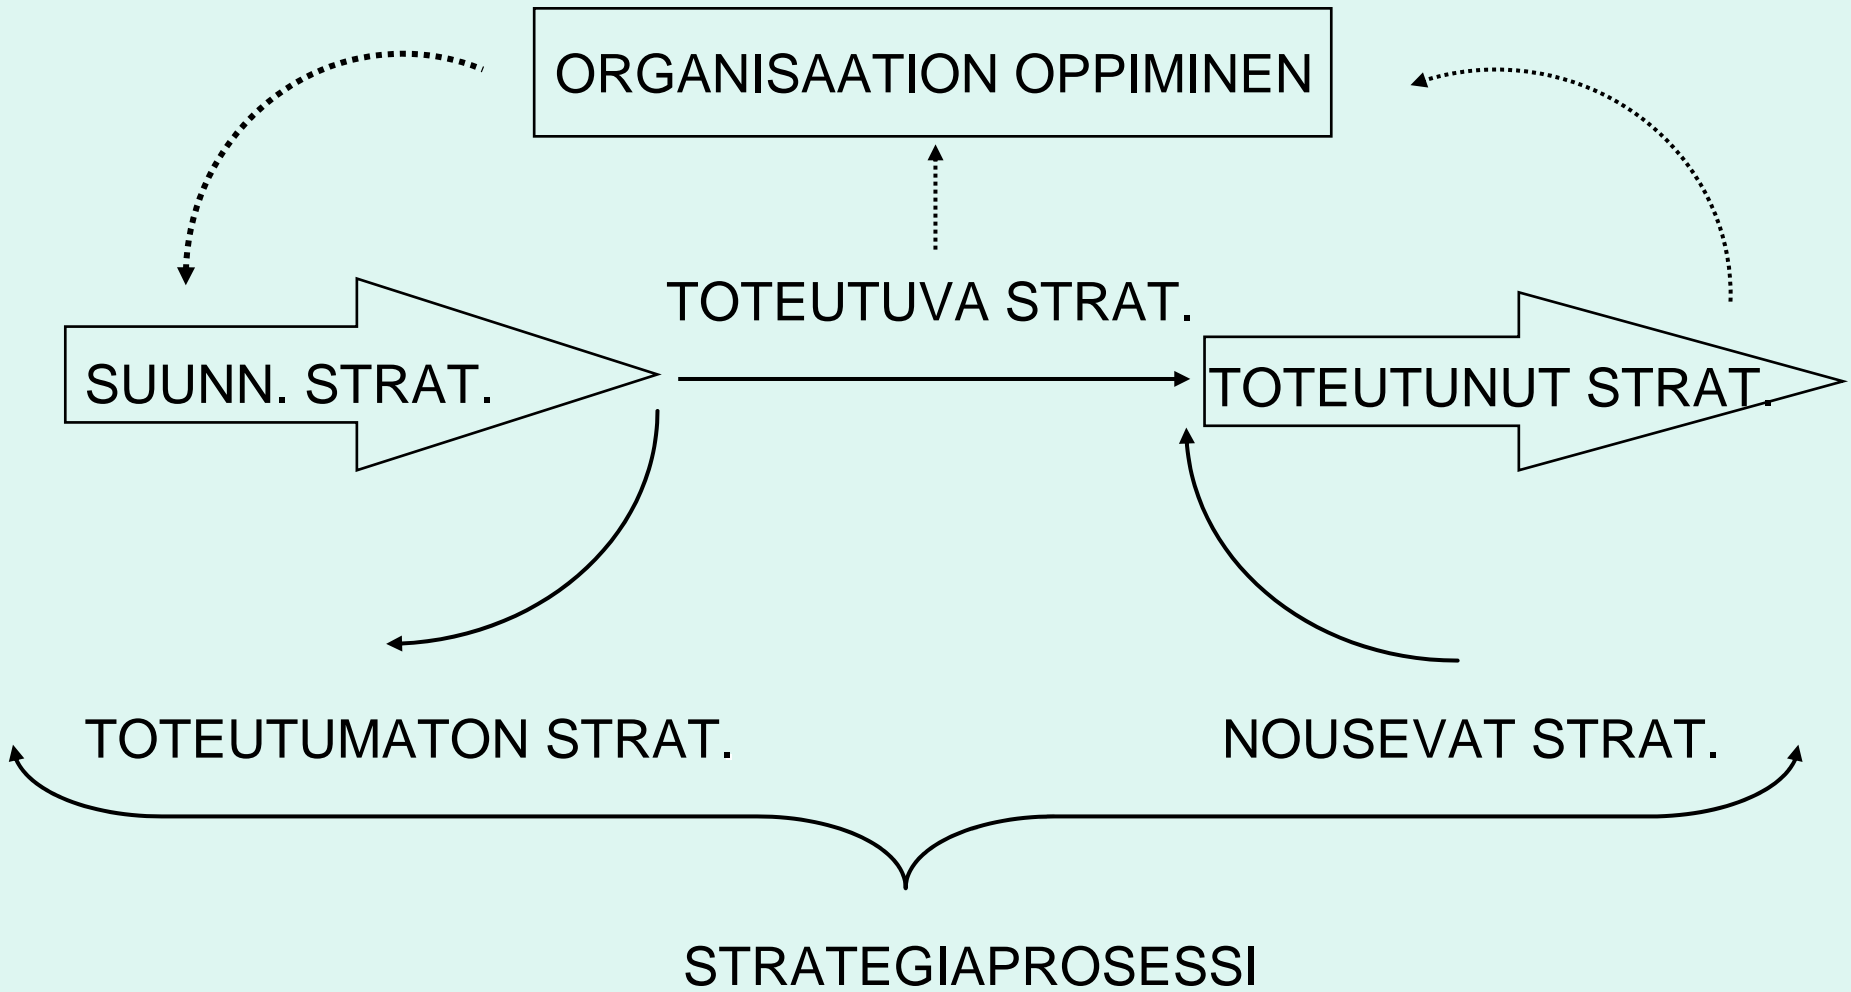 ORGANISAATION OPPIMINEN
TOTEUTUVA STRAT.
SUUNN. STRAT.
TOTEUTUNUT STRAT.
TOTEUTUMATON STRAT.
NOUSEVAT STRAT.
STRATEGIAPROSESSI